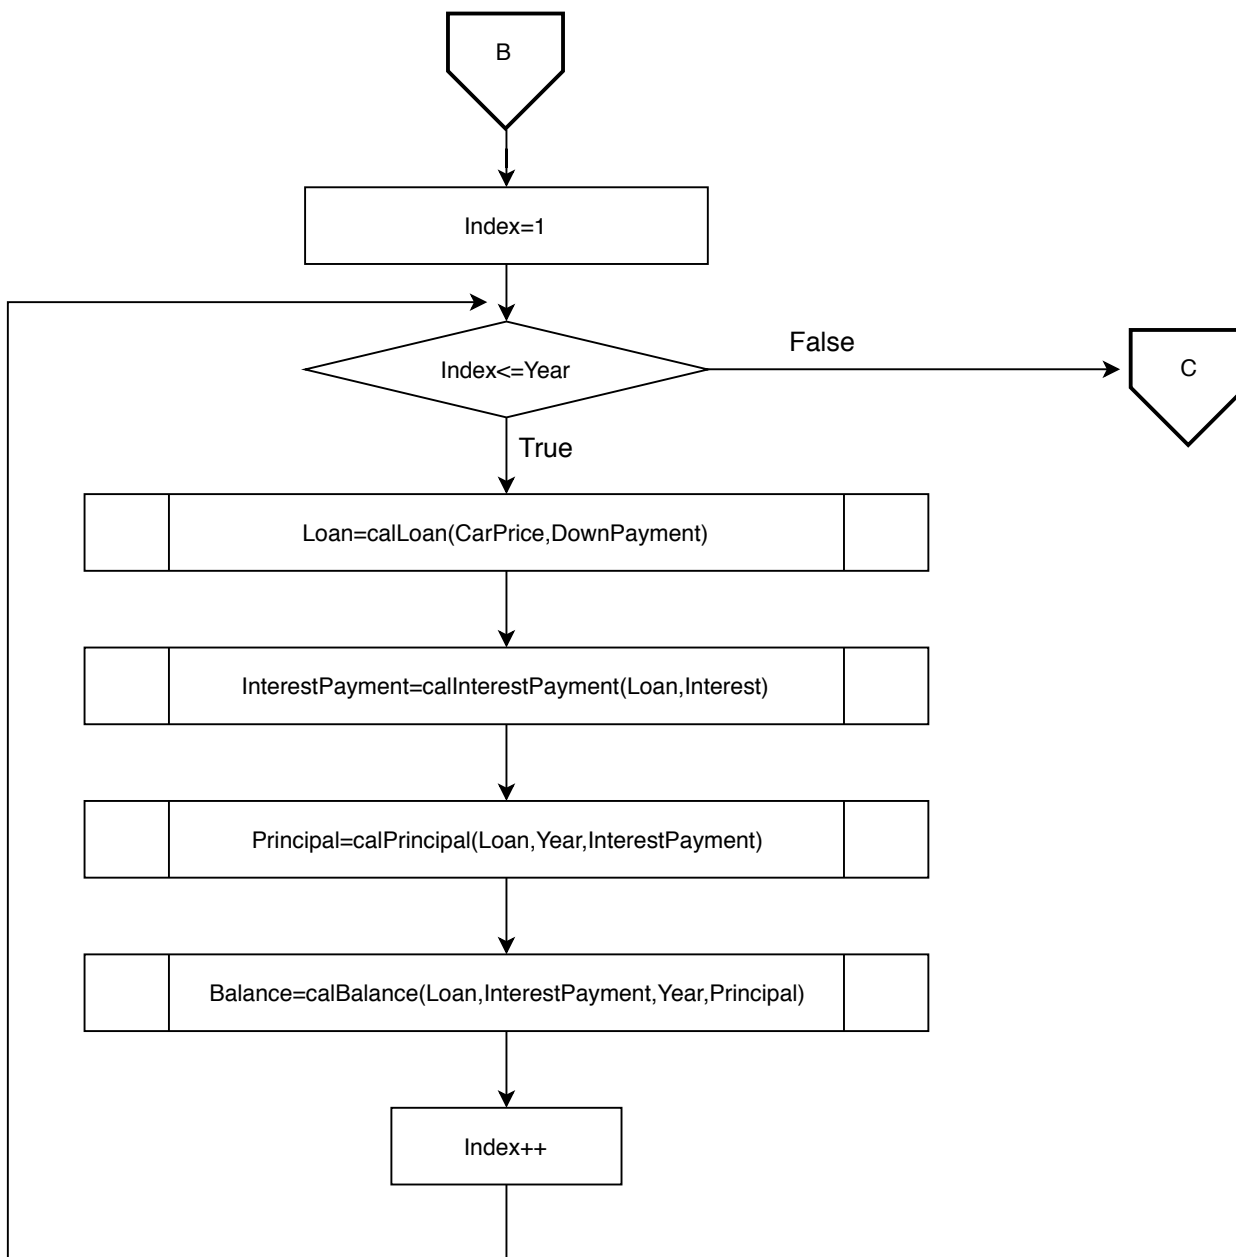 B
Index=1
Index<=Year
False
C
True
Loan=calLoan(CarPrice,DownPayment)
InterestPayment=calInterestPayment(Loan,Interest)
Principal=calPrincipal(Loan,Year,InterestPayment)
Balance=calBalance(Loan,InterestPayment,Year,Principal)
Index++